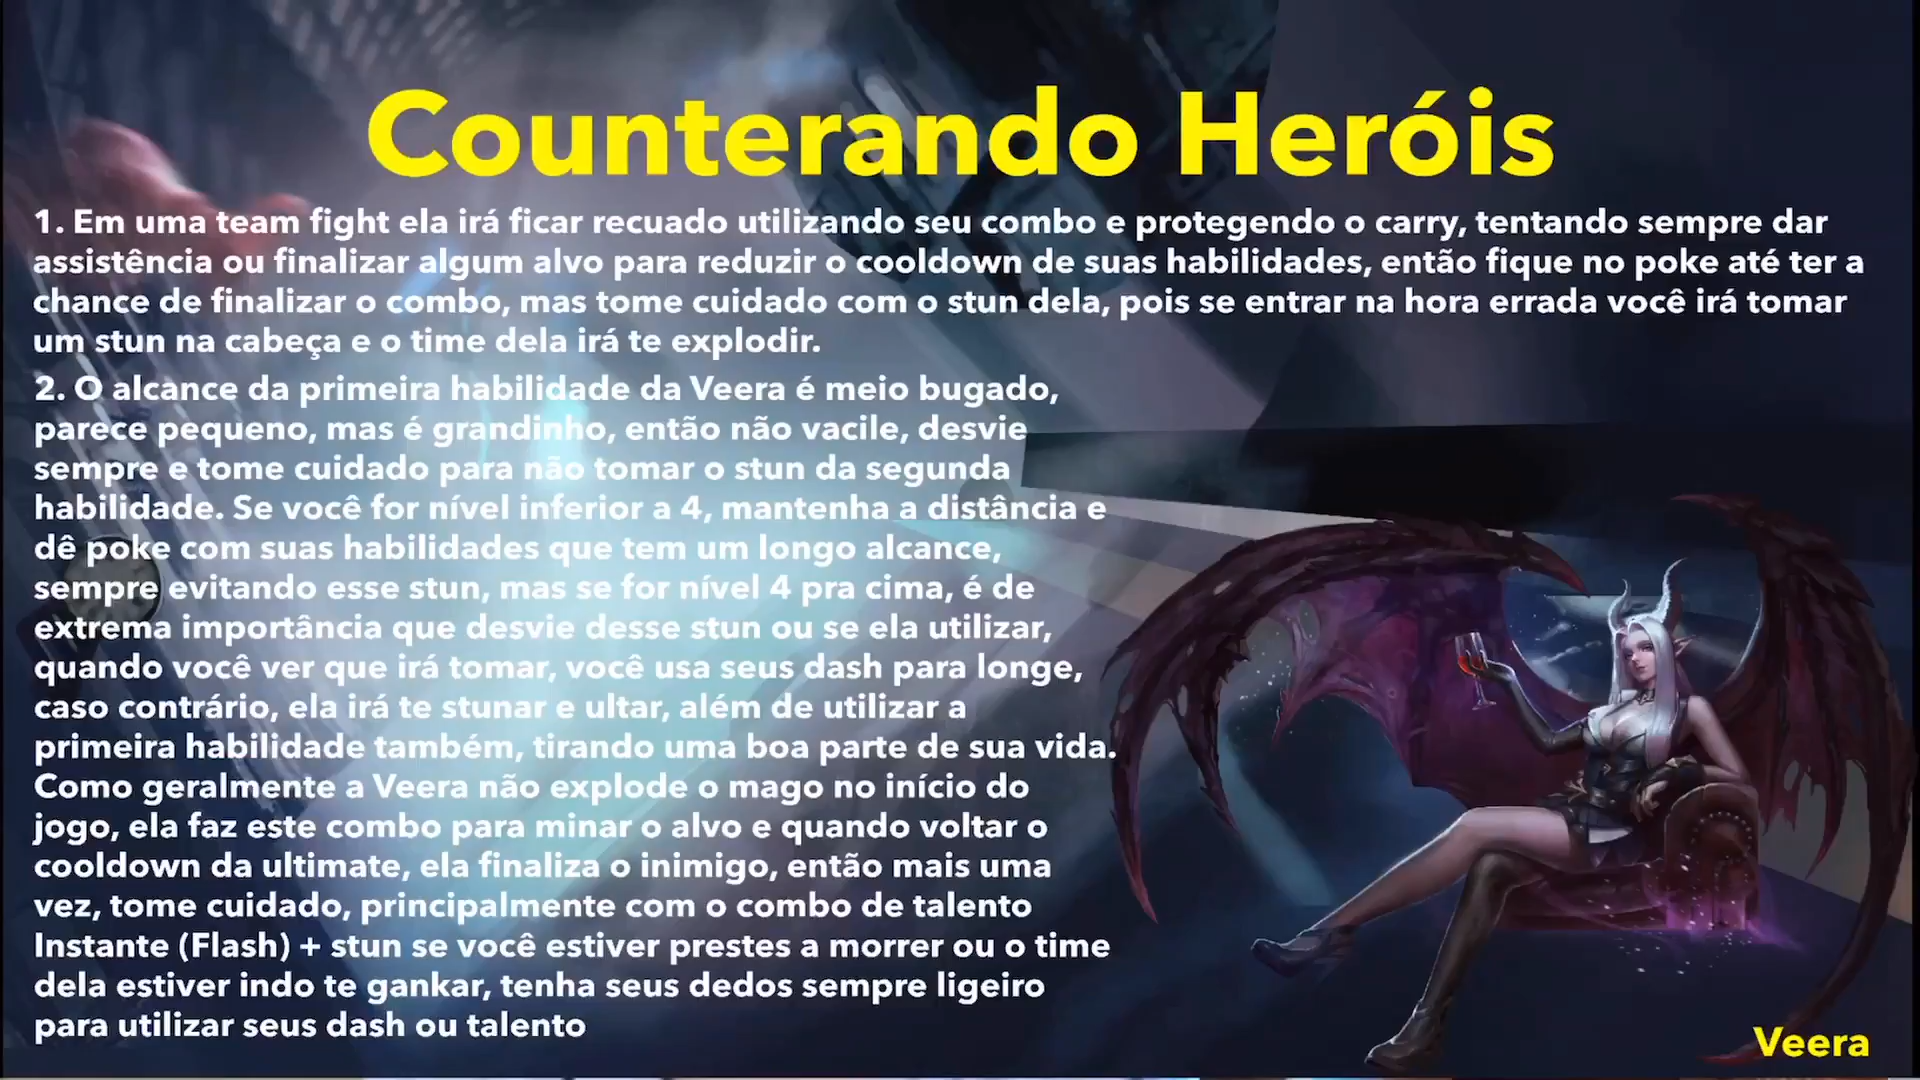 Counterando Heróis
1. Em uma team fight ela irá ficar recuado utilizando seu combo e protegendo o carry, tentando sempre dar
assistência ou finalizar algum alvo para reduzir o cooldown de suas habilidades, então fique no poke até ter a
chance de finalizar o combo, mas tome cuidado com o stun dela, pois se entrar na hora errada você irá tomar
um stun na cabeça e o time dela irá te explodir.
2. O alcance da primeira habilidade da Veera é meio bugado,
parece pequeno, mas é grandinho, então não vacile, desvie
sempre e tome cuidado para não tomar o stun da segunda
habilidade. Se você for nível inferior a 4, mantenha a distância e
dê poke com suas habilidades que tem um longo alcance,
sempre evitando esse stun, mas se for nível 4 pra cima, é de
extrema importância que desvie desse stun ou se ela utilizar,
quando você ver que irá tomar, você usa seus dash para longe,
caso contrário, ela irá te stunar e ultar, além de utilizar a
primeira habilidade também, tirando uma boa parte de sua vida.
Como geralmente a Veera não explode o mago no início do
jogo, ela faz este combo para minar o alvo e quando voltar o
cooldown da ultimate, ela finaliza o inimigo, então mais uma
vez, tome cuidado, principalmente com o combo de talento
Instante (Flash) + stun se você estiver prestes a morrer ou o time
dela estiver indo te gankar, tenha seus dedos sempre ligeiro
para utilizar seus dash ou talento
Veera